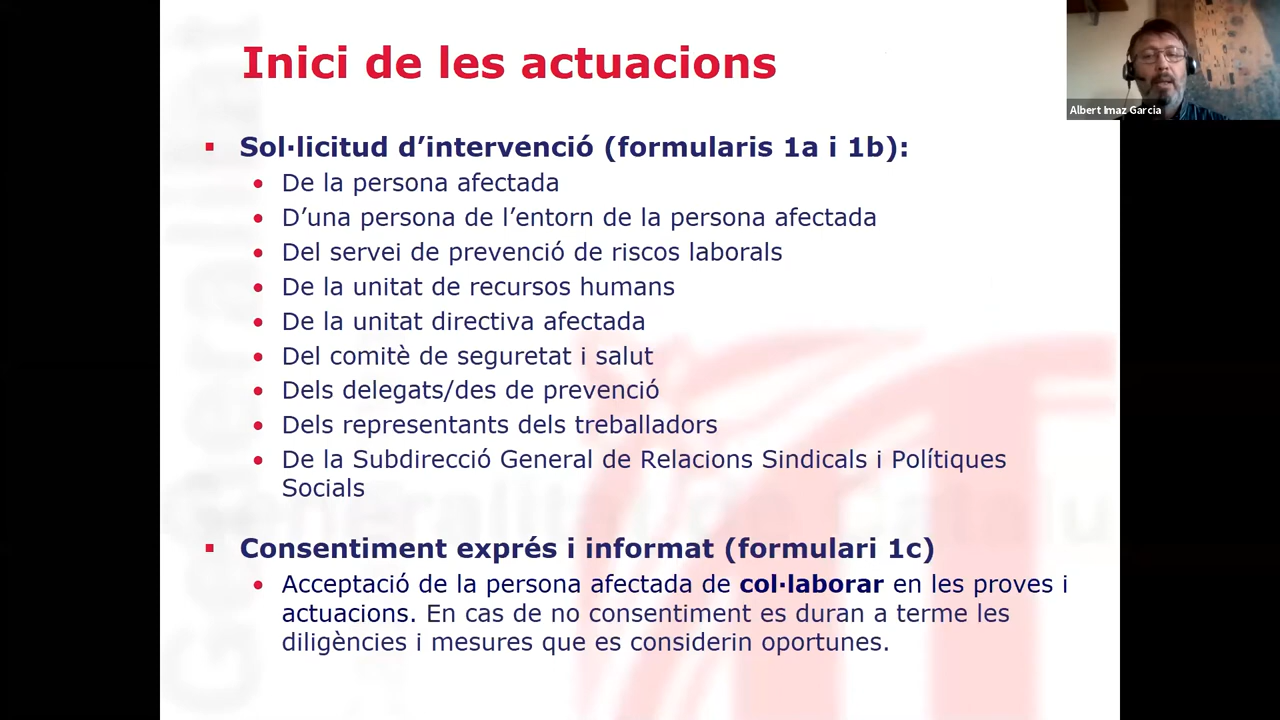 Inici de les actuacions
Albert Imaz Garcia
Sol·licitud d’intervenció (formularis 1a i 1b):
De la persona afectada
D’una persona de l’entorn de la persona afectada
Del servei de prevenció de riscos laborals
De la unitat de recursos humans
De la unitat directiva afectada
Del comitè de seguretat i salut
Dels delegats/des de prevenció
Dels representants dels treballadors
De la Subdirecció General de Relacions Sindicals i Polítiques
Socials
Consentiment exprés i informat (formulari 1c)
Acceptació de la persona afectada de col·laborar en les proves i
actuacions. En cas de no consentiment es duran a terme les
diligències i mesures que es considerin oportunes.